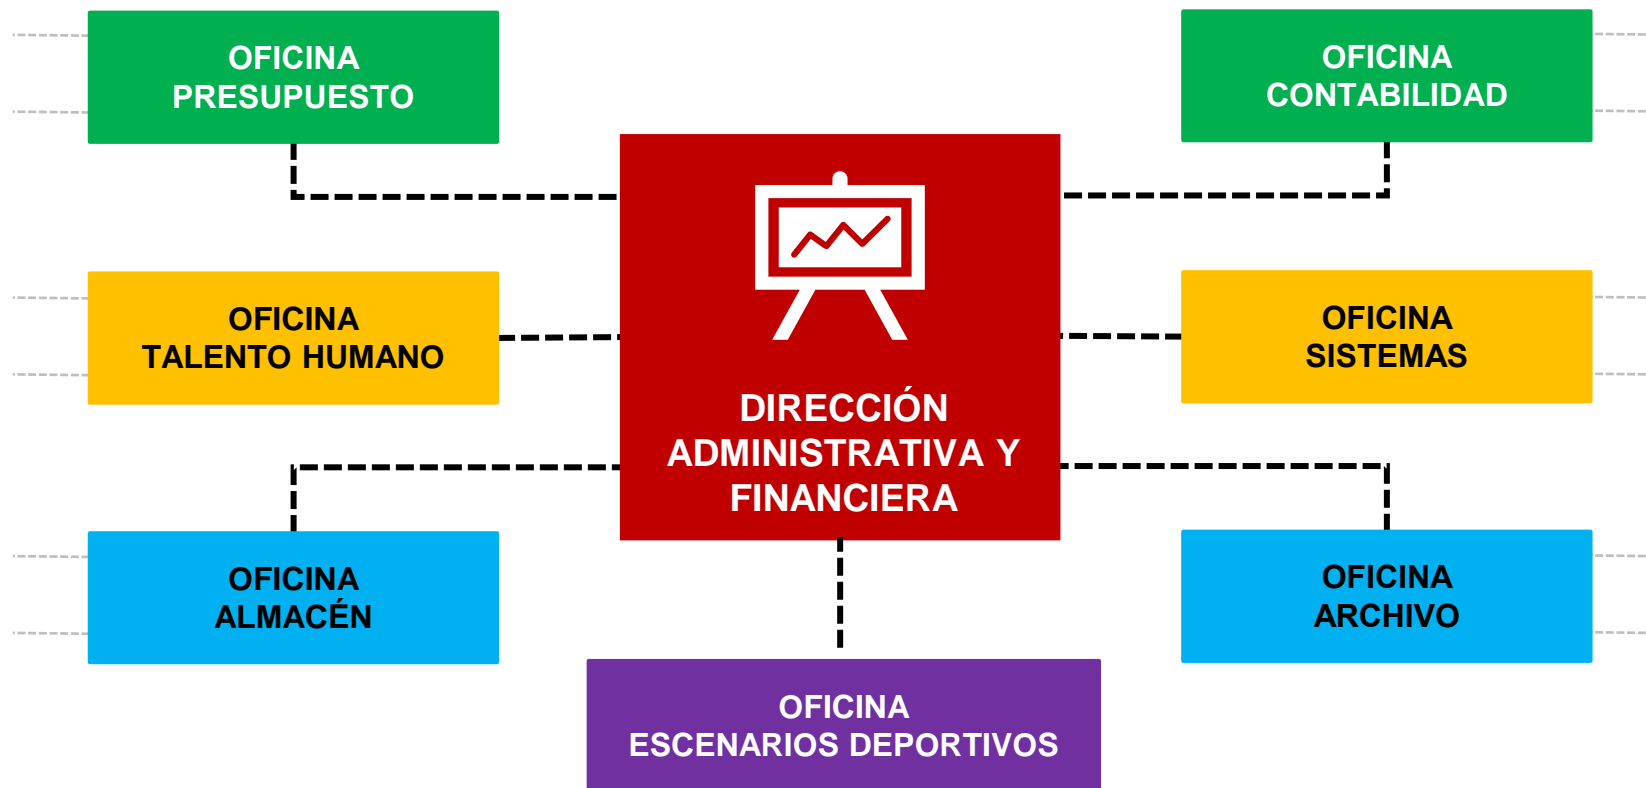 OFICINA
PRESUPUESTO
OFICINA
CONTABILIDAD
OFICINA
TALENTO HUMANO
DIRECCIÓN
ADMINISTRATIVA Y
FINANCIERA
OFICINA
SISTEMAS
OFICINA
ALMACÉN
OFICINA
ARCHIVO
OFICINA
ESCENARIOS DEPORTIVOS